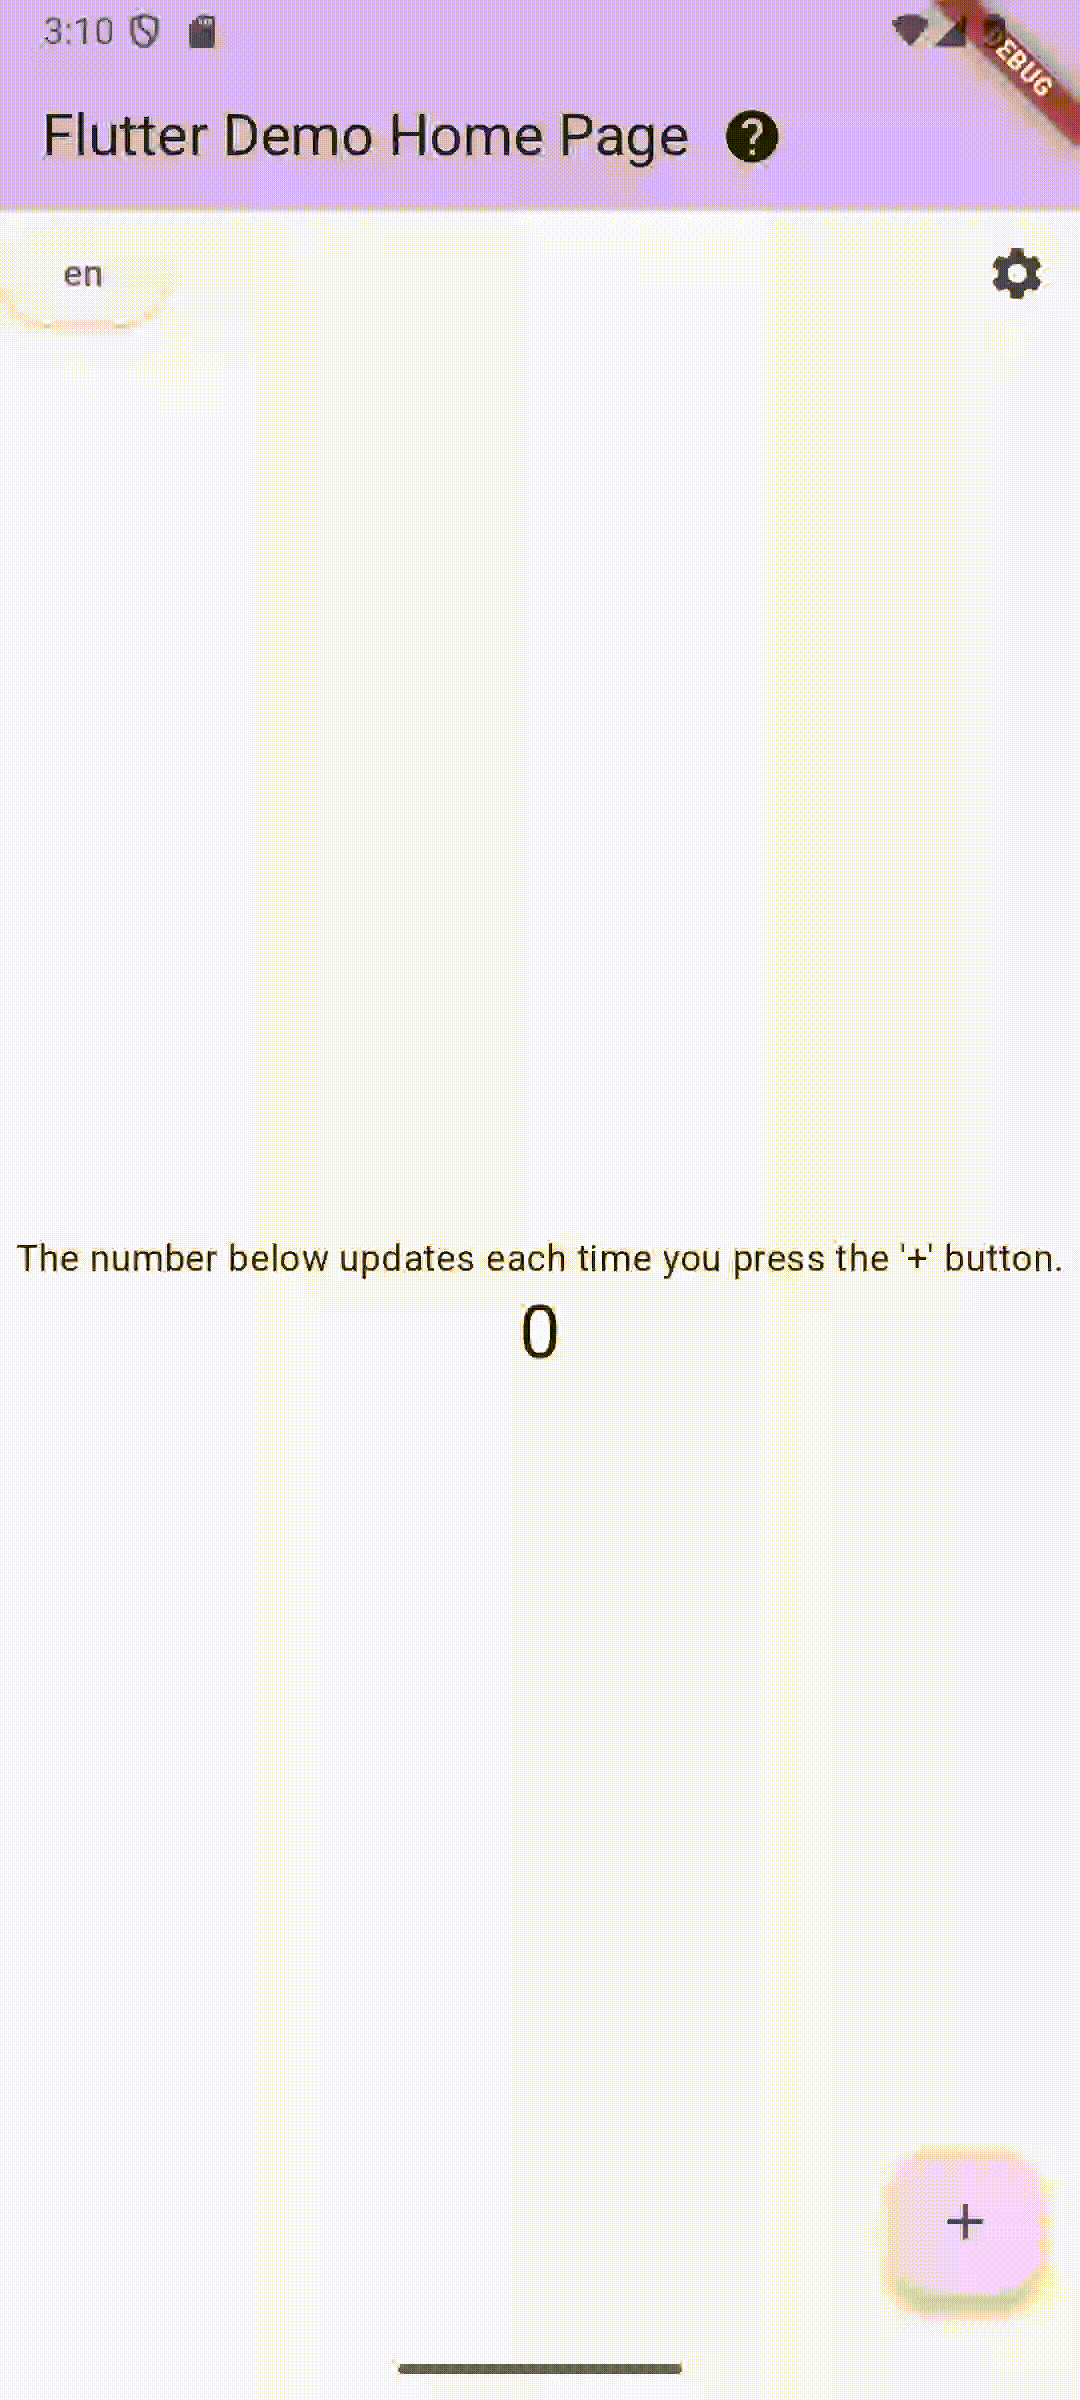 3:10
DEBUG
Flutter Demo Home Page
en
The number below updates each time you press the '+' button.
0
+